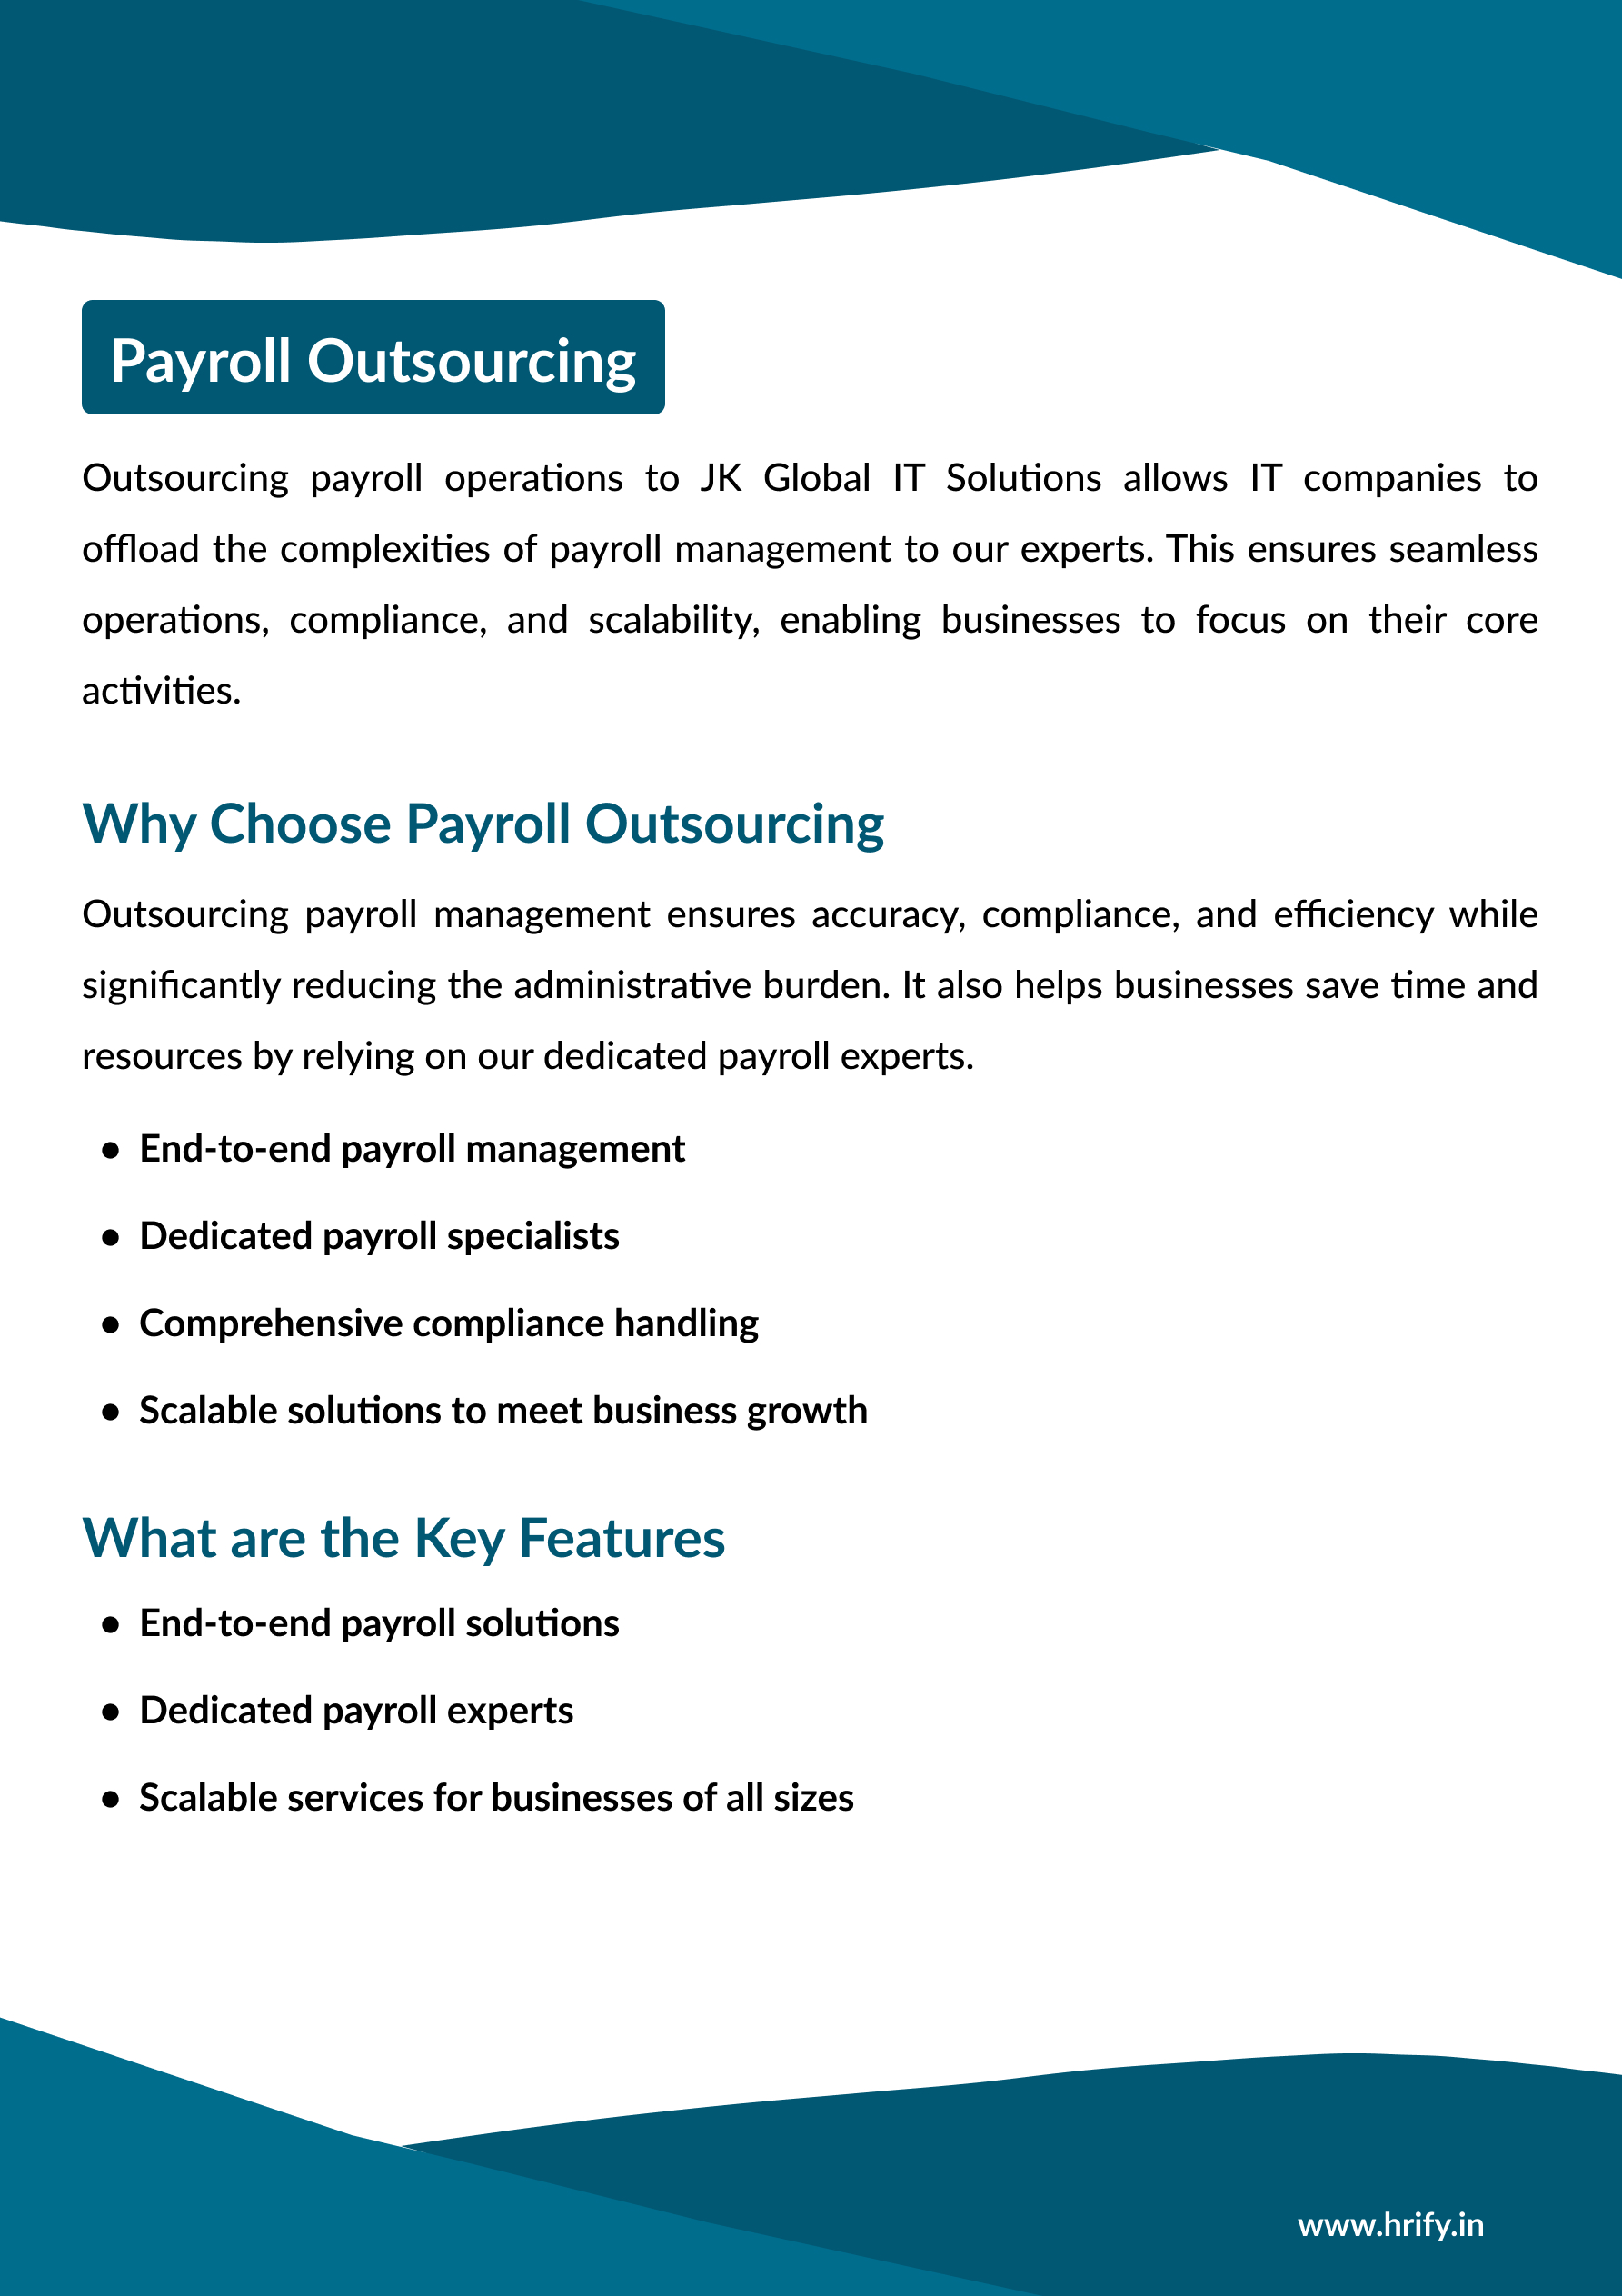 Payroll Outsourcing
Outsourcing payroll operations to JK Global IT Solutions allows IT companies to
offload the complexities of payroll management to our experts. This ensures seamless
operations, compliance, and scalability, enabling businesses to focus on their core
activities.
Why Choose Payroll Outsourcing
Outsourcing payroll management ensures accuracy, compliance, and efficiency while
significantly reducing the administrative burden. It also helps businesses save time and
resources by relying on our dedicated payroll experts.
● End-to-end payroll management
● Dedicated payroll specialists
● Comprehensive compliance handling
● Scalable solutions to meet business growth
What are the Key Features
● End-to-end payroll solutions
● Dedicated payroll experts
● Scalable services for businesses of all sizes
www.hrify.in